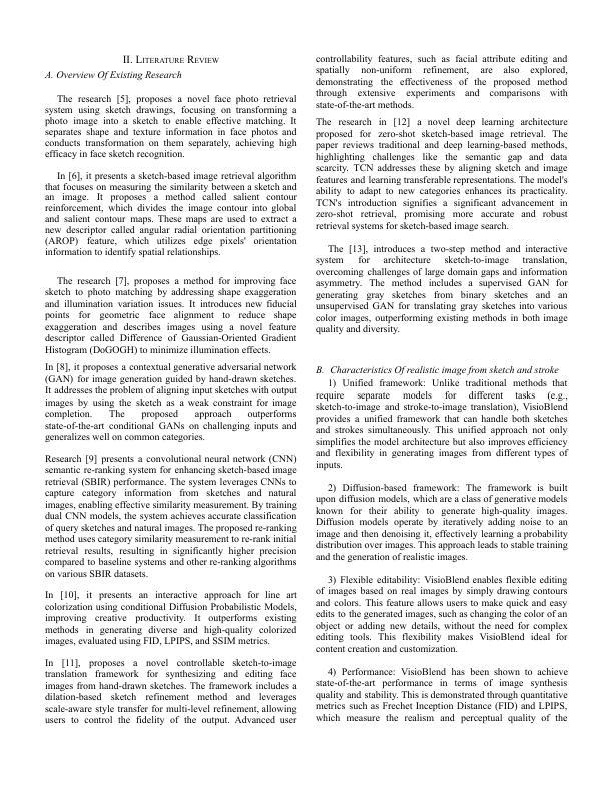 II. Literature Review
A. Overview Of Existing Research
The research [5], proposes a novel face photo retrieval
system using sketch drawings, focusing on transforming a
photo image into a sketch to enable effective matching. It
separates shape and texture information in face photos and
conducts transformation on them separately, achieving high
efficacy in face sketch recognition.
In [6], it presents a sketch-based image retrieval algorithm
that focuses on measuring the similarity between a sketch and
an image. It proposes a method called salient contour
reinforcement, which divides the image contour into global
and salient contour maps. These maps are used to extract a
new descriptor called angular radial orientation partitioning
(AROP) feature, which utilizes edge pixels' orientation
information to identify spatial relationships.
The research [7], proposes a method for improving face
sketch to photo matching by addressing shape exaggeration
and illumination variation issues. It introduces new fiducial
points for geometric face alignment to reduce shape
exaggeration and describes images using a novel feature
descriptor called Difference of Gaussian-Oriented Gradient
Histogram (DoGOGH) to minimize illumination effects.
In [8], it proposes a contextual generative adversarial network
(GAN) for image generation guided by hand-drawn sketches.
It addresses the problem of aligning input sketches with output
images by using the sketch as a weak constraint for image
completion. The proposed approach outperforms
state-of-the-art conditional GANs on challenging inputs and
generalizes well on common categories.
Research [9] presents a convolutional neural network (CNN)
semantic re-ranking system for enhancing sketch-based image
retrieval (SBIR) performance. The system leverages CNNs to
capture category information from sketches and natural
images, enabling effective similarity measurement. By training
dual CNN models, the system achieves accurate classification
of query sketches and natural images. The proposed re-ranking
method uses category similarity measurement to re-rank initial
retrieval results, resulting in significantly higher precision
compared to baseline systems and other re-ranking algorithms
on various SBIR datasets.
In [10], it presents an interactive approach for line art
colorization using conditional Diffusion Probabilistic Models,
improving creative productivity. It outperforms existing
methods in generating diverse and high-quality colorized
images, evaluated using FID, LPIPS, and SSIM metrics.
In [11], proposes a novel controllable sketch-to-image
translation framework for synthesizing and editing face
images from hand-drawn sketches. The framework includes a
dilation-based sketch refinement method and leverages
scale-aware style transfer for multi-level refinement, allowing
users to control the fidelity of the output. Advanced user
controllability features, such as facial attribute editing and
spatially non-uniform refinement, are also explored,
demonstrating the effectiveness of the proposed method
through extensive experiments and comparisons with
state-of-the-art methods.
The research in [12] a novel deep learning architecture
proposed for zero-shot sketch-based image retrieval. The
paper reviews traditional and deep learning-based methods,
highlighting challenges like the semantic gap and data
scarcity. TCN addresses these by aligning sketch and image
features and learning transferable representations. The model's
ability to adapt to new categories enhances its practicality.
TCN's introduction signifies a significant advancement in
zero-shot retrieval, promising more accurate and robust
retrieval systems for sketch-based image search.
The [13], introduces a two-step method and interactive
system for architecture sketch-to-image translation,
overcoming challenges of large domain gaps and information
asymmetry. The method includes a supervised GAN for
generating gray sketches from binary sketches and an
unsupervised GAN for translating gray sketches into various
color images, outperforming existing methods in both image
quality and diversity.
B. Characteristics Of realistic image from sketch and stroke
1) Unified framework: Unlike traditional methods that
require separate models for different tasks (e.g.,
sketch-to-image and stroke-to-image translation), VisioBlend
provides a unified framework that can handle both sketches
and strokes simultaneously. This unified approach not only
simplifies the model architecture but also improves efficiency
and flexibility in generating images from different types of
inputs.
2) Diffusion-based framework: The framework is built
upon diffusion models, which are a class of generative models
known for their ability to generate high-quality images.
Diffusion models operate by iteratively adding noise to an
image and then denoising it, effectively learning a probability
distribution over images. This approach leads to stable training
and the generation of realistic images.
3) Flexible editability: VisioBlend enables flexible editing
of images based on real images by simply drawing contours
and colors. This feature allows users to make quick and easy
edits to the generated images, such as changing the color of an
object or adding new details, without the need for complex
editing tools. This flexibility makes VisioBlend ideal for
content creation and customization.
4) Performance: VisioBlend has been shown to achieve
state-of-the-art performance in terms of image synthesis
quality and stability. This is demonstrated through quantitative
metrics such as Frechet Inception Distance (FID) and LPIPS,
which measure the realism and perceptual quality of the